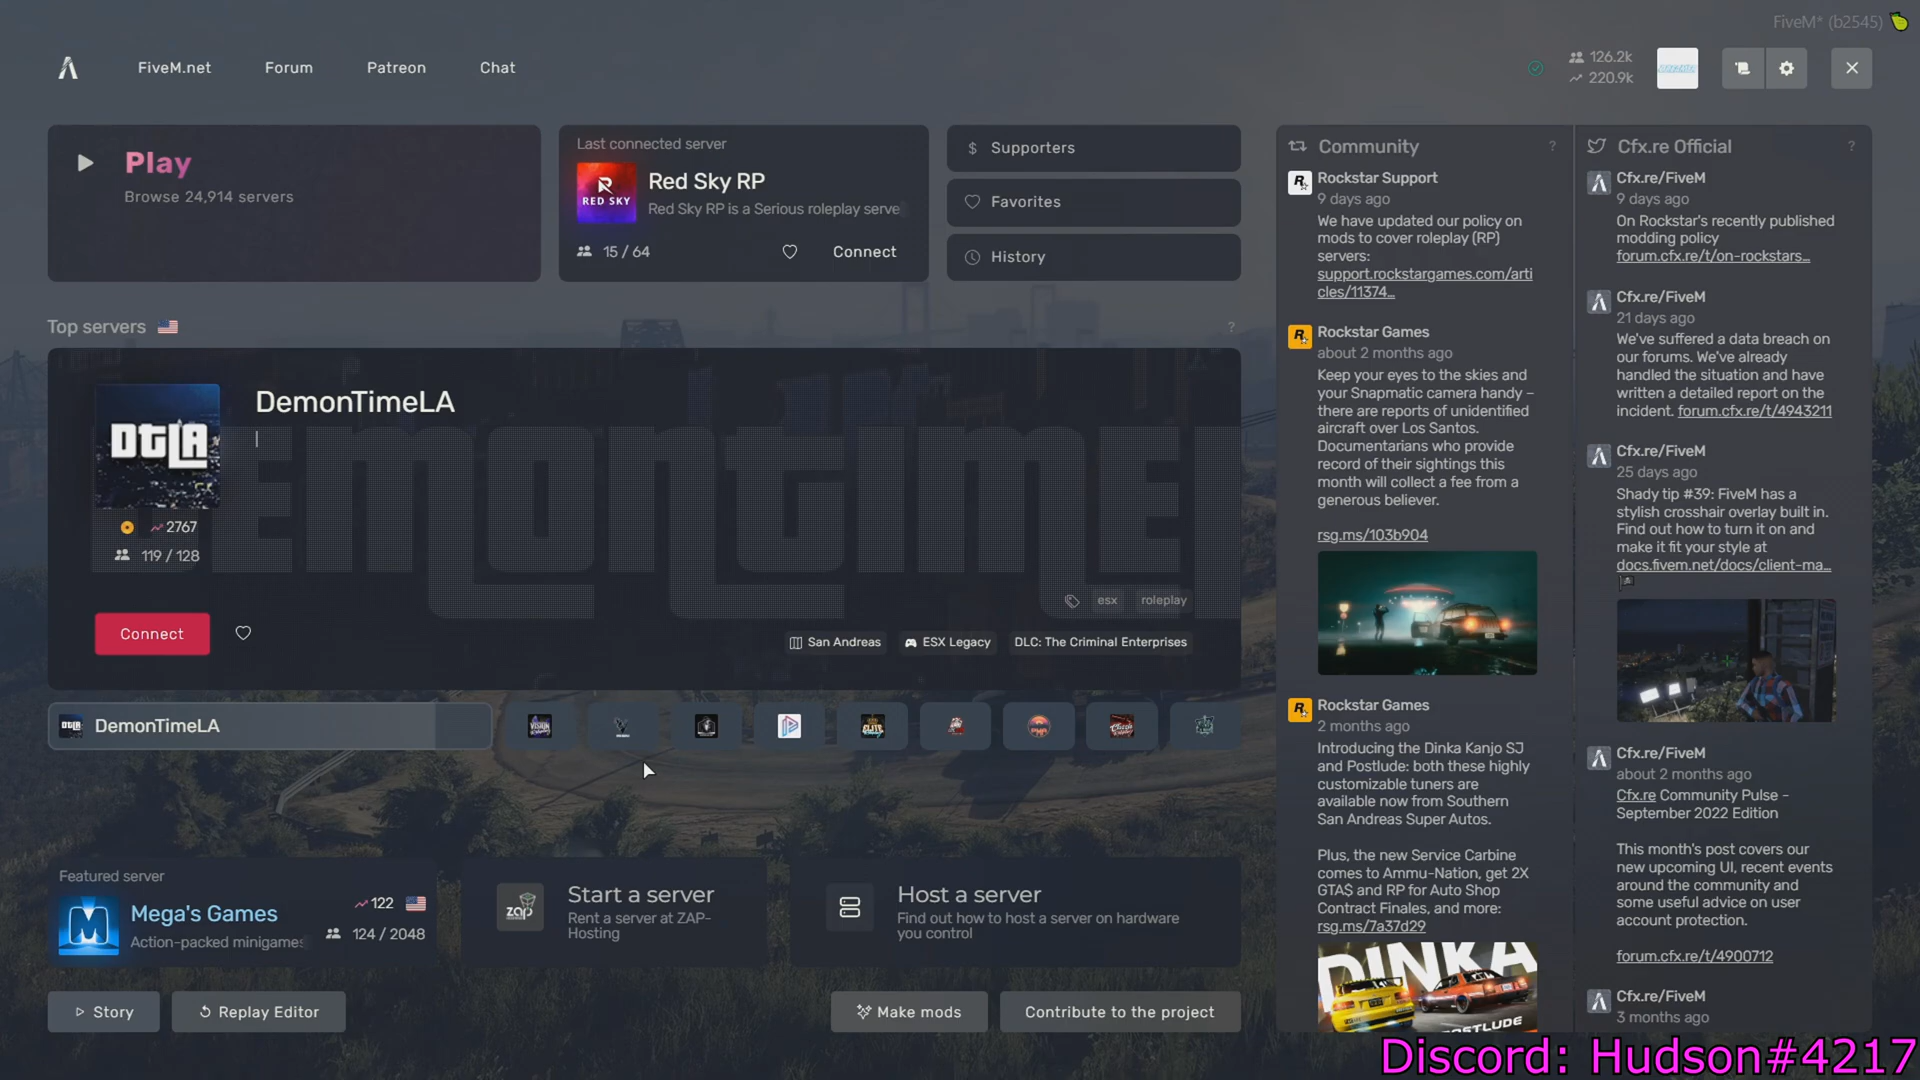 FiveM* (b2545)
FiveM.net
Forum
Patreon
Chat
126.2k
220.9k
Play
Browse 24,914 servers
Last connected server
RED SKY
Red Sky RP
Red Sky RP is a Serious roleplay serve
15 / 64
Connect
$ Supporters
Favorites
History
Top servers
?
DTLA
DemonTimeLA
2767
119 / 128
Connect
esx
roleplay
San Andreas
ESX Legacy
DLC: The Criminal Enterprises
DemonTimeLA
Featured server
Mega's Games
Action-packed minigames
122
124 / 2048
zap
Start a server
Rent a server at ZAP-
Hosting
Host a server
Find out how to host a server on hardware
you control
Story
Replay Editor
Make mods
Contribute to the project
Community
?
Rockstar Support
9 days ago
We have updated our policy on
mods to cover roleplay (RP)
servers:
support.rockstargames.com/arti
cles/11374…
Rockstar Games
about 2 months ago
Keep your eyes to the skies and
your Snapmatic camera handy –
there are reports of unidentified
aircraft over Los Santos.
Documentarians who provide
record of their sightings this
month will collect a fee from a
generous believer.
rsg.ms/103b904
Rockstar Games
2 months ago
Introducing the Dinka Kanjo SJ
and Postlude: both these highly
customizable tuners are
available now from Southern
San Andreas Super Autos.
Plus, the new Service Carbine
comes to Ammu-Nation, get 2X
GTA$ and RP for Auto Shop
Contract Finales, and more:
rsg.ms/7a37d29
DINKA
POSTLUDE
Cfx.re Official
?
Cfx.re/FiveM
9 days ago
On Rockstar's recently published
modding policy
forum.cfx.re/t/on-rockstars…
Cfx.re/FiveM
21 days ago
We've suffered a data breach on
our forums. We've already
handled the situation and have
written a detailed report on the
incident. forum.cfx.re/t/4943211
Cfx.re/FiveM
25 days ago
Shady tip #39: FiveM has a
stylish crosshair overlay built in.
Find out how to turn it on and
make it fit your style at
docs.fivem.net/docs/client-ma…
Cfx.re/FiveM
about 2 months ago
Cfx.re Community Pulse -
September 2022 Edition
This month's post covers our
new upcoming UI, recent events
around the community and
some useful advice on user
account protection.
forum.cfx.re/t/4900712
Cfx.re/FiveM
3 months ago
Discord: Hudson#4217